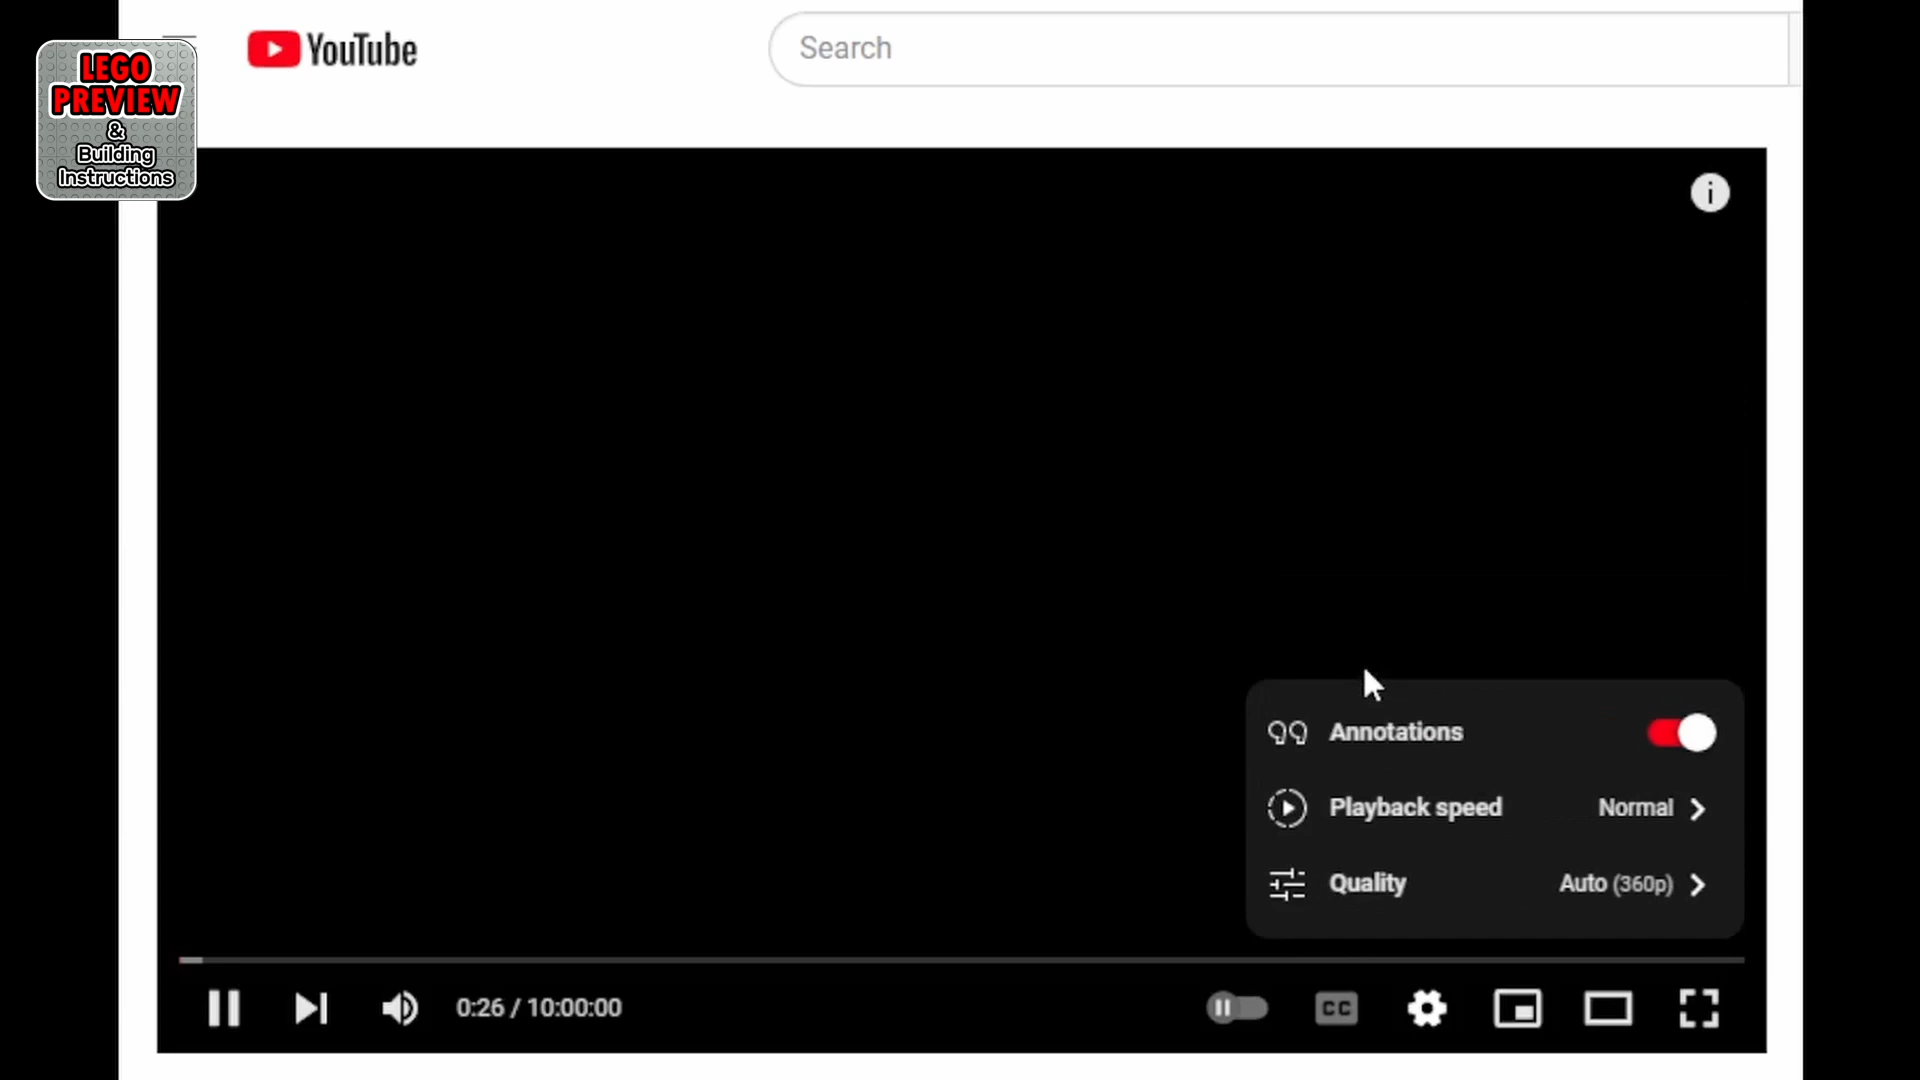 LEGO
PREVIEW
&
Building
Instructions
YouTube
Search
i
Annotations
Playback speed Normal
Quality Auto (360p)
0:26 / 10:00:00
CC